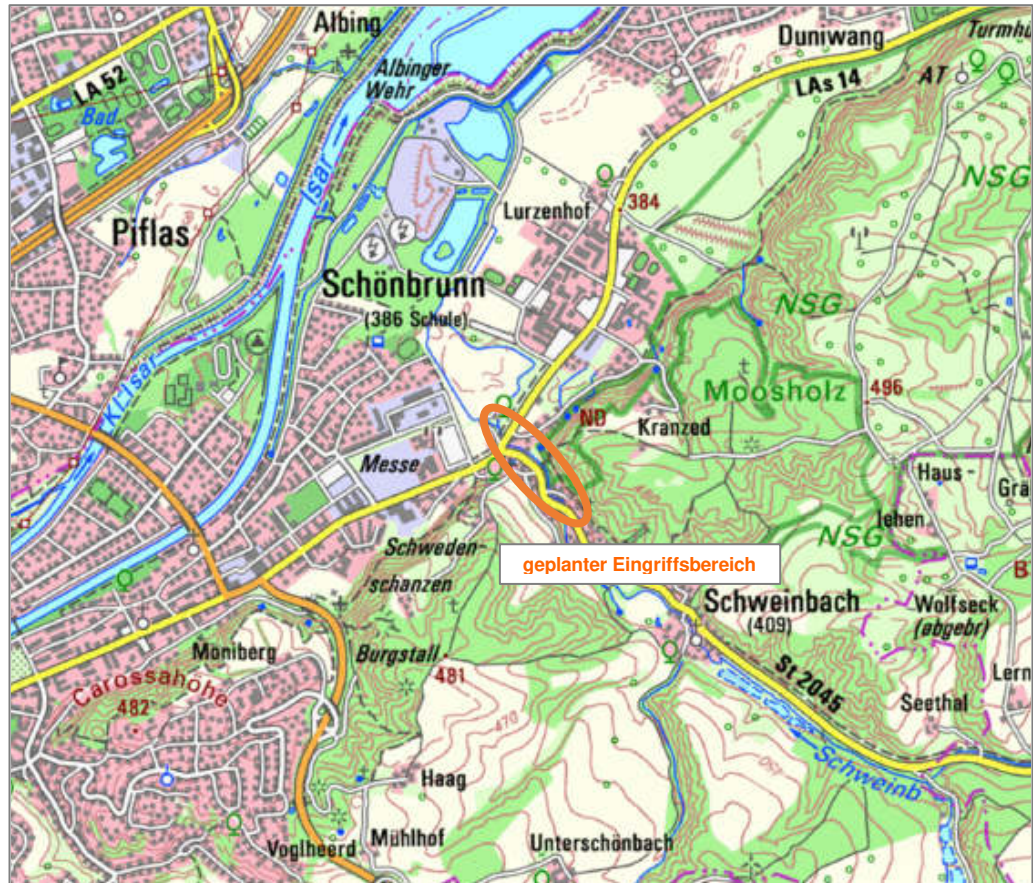 Albing
Duniwang
Turmh
LA 52
Albinger
Wehr
AT
LAs 14
Bad
Isar
NSG
384
Lurzenhof
Piflas
Schönbrunn
(386 Schule)
NSG
Moosholz
496
Kl. Isar
ND
Kranzed
Messe
Haus-
Grä
lehen
NSG
Schweden-
schanzen
geplanter Eingriffsbereich
B
Schweinbach
(409)
Wolfseck
(abgebr)
Moniberg
Burgstall
481
St 2045
Lern
Carossahöhe
482
470
Seethal
450
Haag
Schweinb
Voglheerd
Mühlhof
Unterschönbach